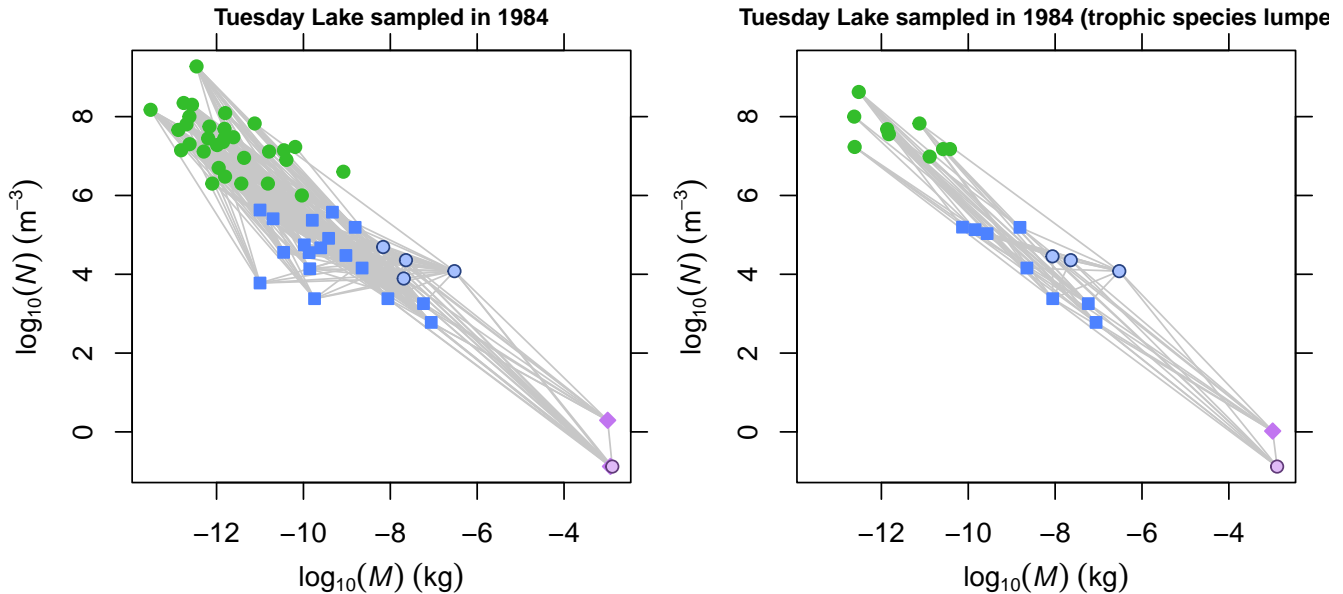 Tuesday Lake sampled in 1984
8
6
4
2
0
log10(N) (m−3)
−12 −10 −8 −6 −4
log10(M) (kg)
Tuesday Lake sampled in 1984 (trophic species lumpe
8
6
4
2
0
log10(N) (m−3)
−12 −10 −8 −6 −4
log10(M) (kg)